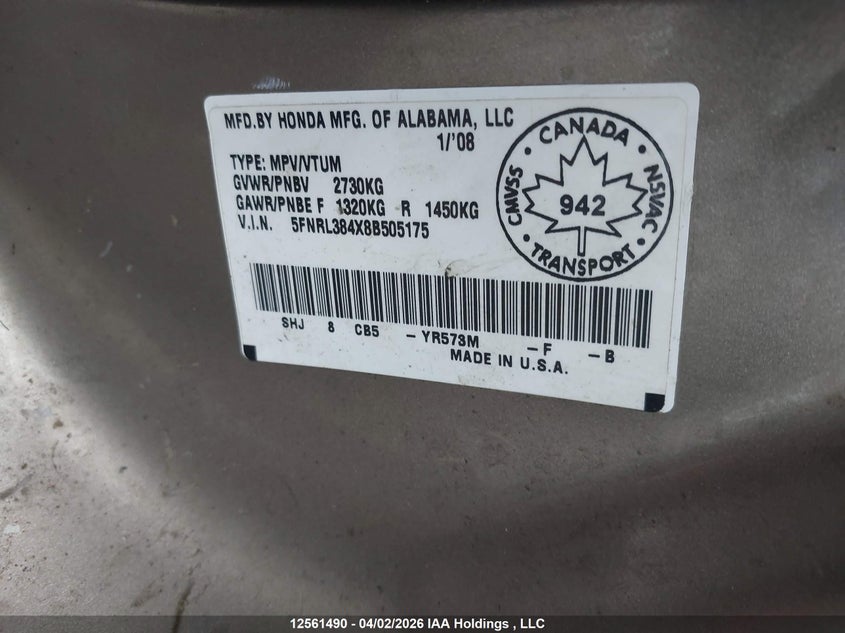 MFD.BY HONDA MFG. OF ALABAMA, LLC
1/'08
TYPE: MPV/VTUM
GVWR/PNBV 2730KG
GAWR/PNBE F 1320KG R 1450KG
V.I.N. 5FNRL384X8B505175
CANADA
CMVSS
NSVAC
942
TRANSPORT
SHJ 8 CB5 - YR573M - F - B
MADE IN U.S.A.
12561490 - 04/02/2026 IAA Holdings , LLC